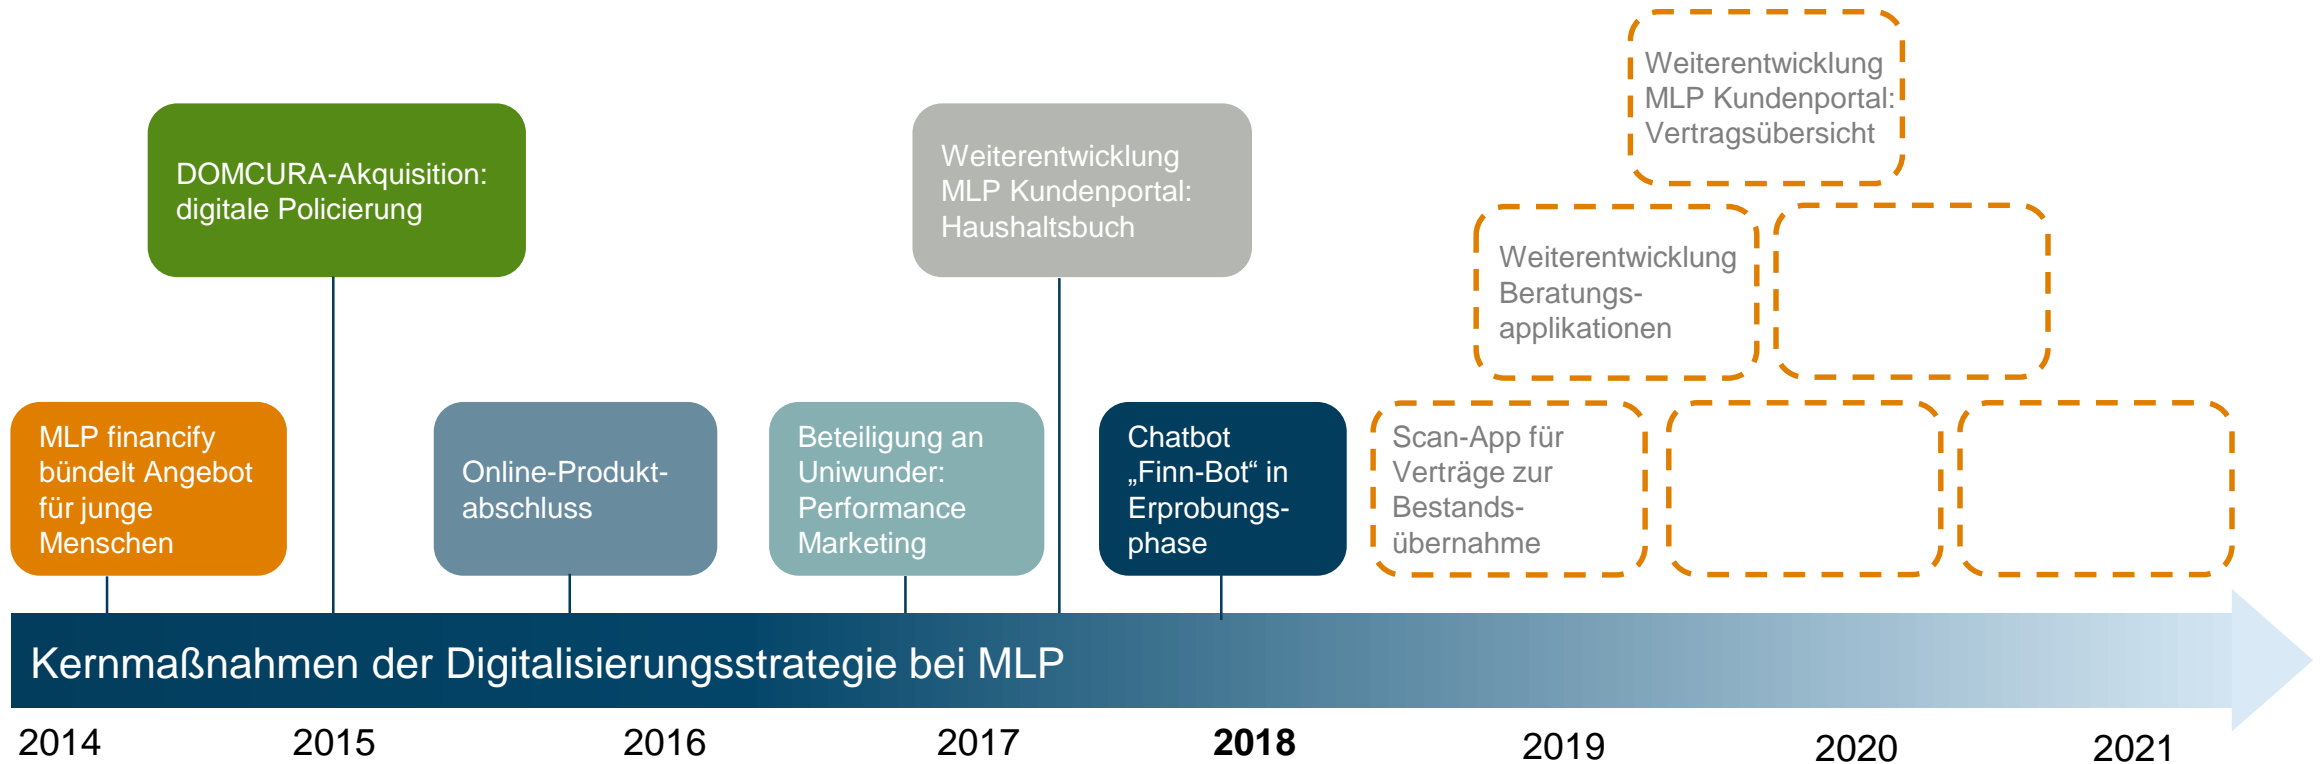 Weiterentwicklung
MLP Kundenportal:
Vertragsübersicht
DOMCURA-Akquisition:
digitale Policierung
Weiterentwicklung
MLP Kundenportal:
Haushaltsbuch
Weiterentwicklung
Beratungs-
applikationen
MLP financify
bündelt Angebot
für junge
Menschen
Online-Produkt-
abschluss
Beteiligung an
Uniwunder:
Performance
Marketing
Chatbot
„Finn-Bot“ in
Erprobungs-
phase
Scan-App für
Verträge zur
Bestands-
übernahme
Kernmaßnahmen der Digitalisierungsstrategie bei MLP
2014 2015 2016 2017 2018 2019 2020 2021